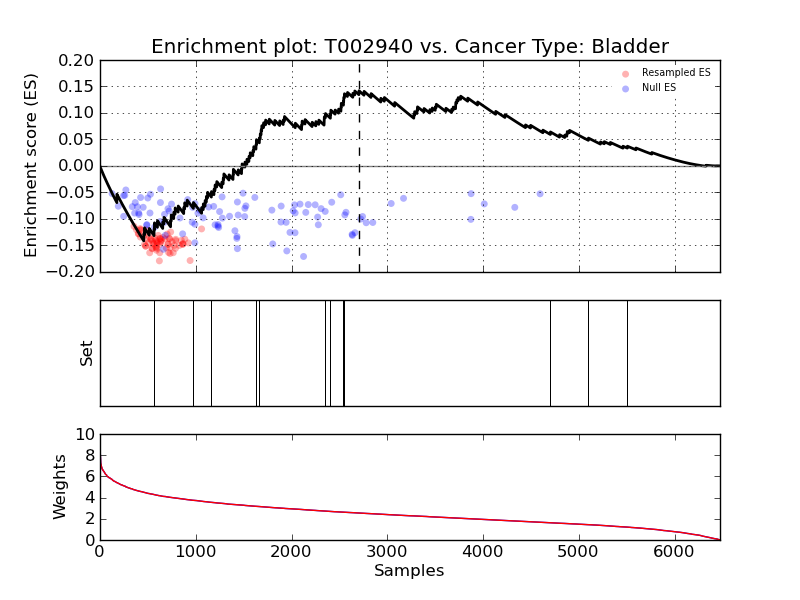 Enrichment plot: T002940 vs. Cancer Type: Bladder
Enrichment score (ES)
0.20
0.15
0.10
0.05
0.00
−0.05
−0.10
−0.15
−0.20
Resampled ES
Null ES
Set
Weights
10
8
6
4
2
0
0 1000 2000 3000 4000 5000 6000
Samples